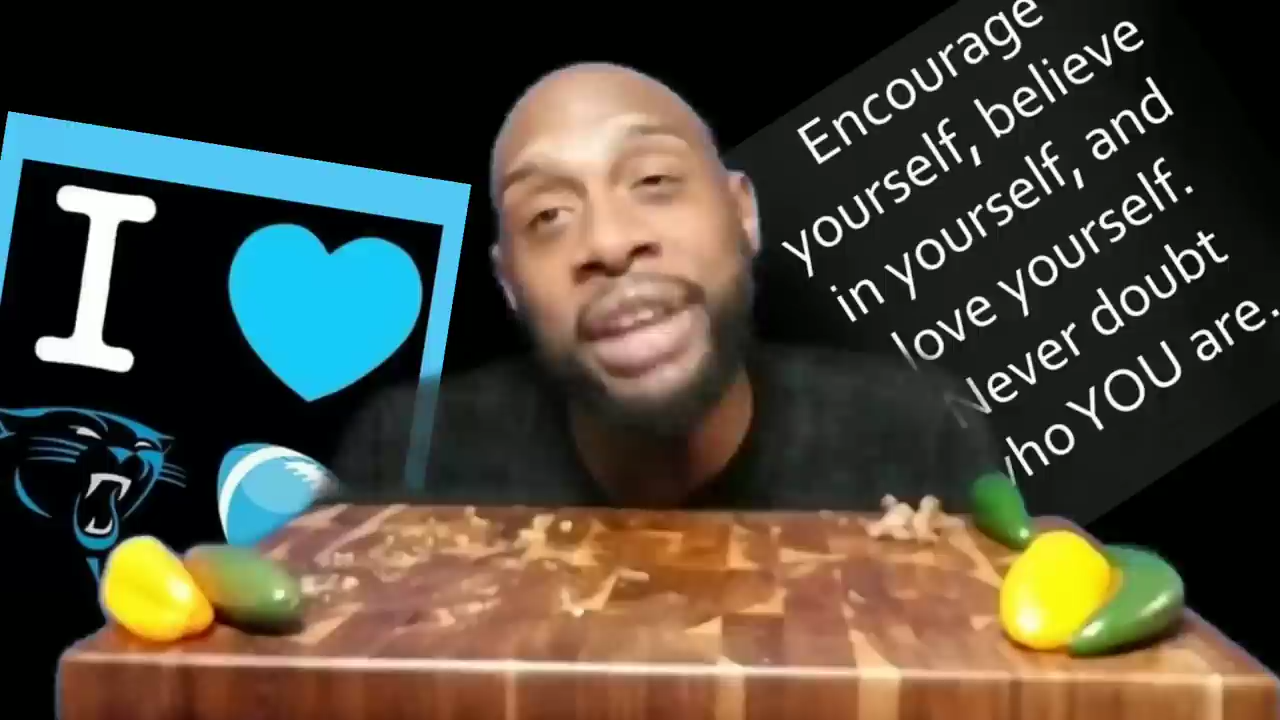 I
Encourage
yourself, believe
in yourself, and
love yourself.
Never doubt
who YOU are.